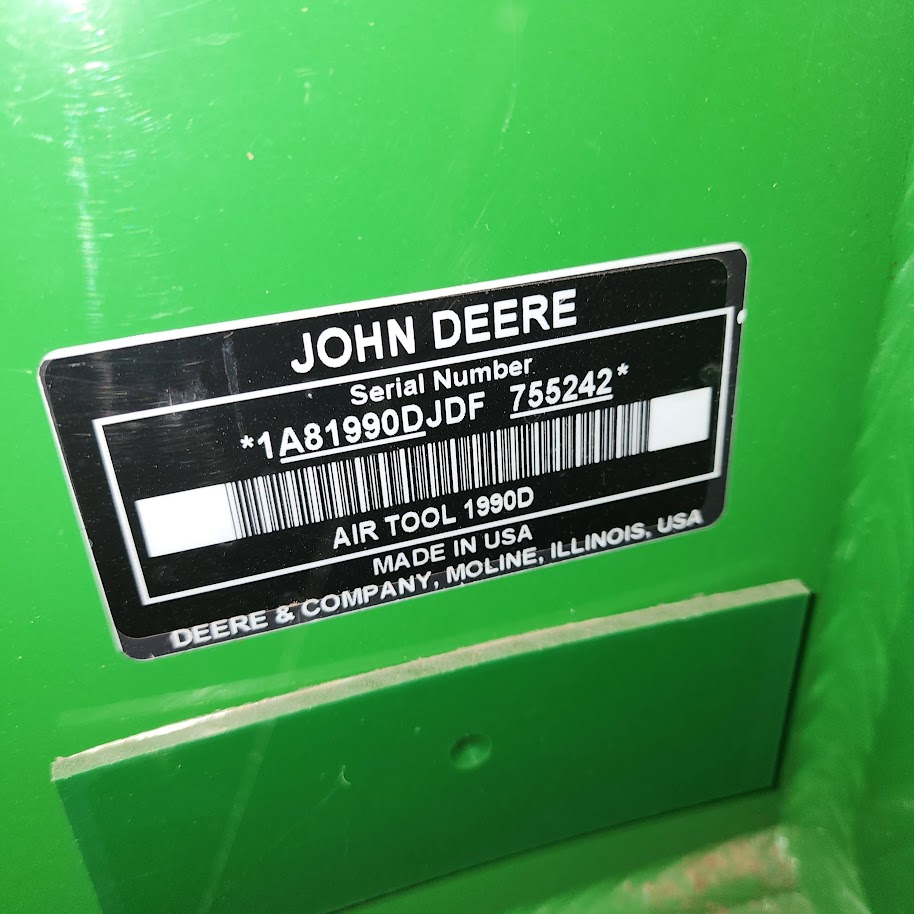 JOHN DEERE
Serial Number
*1A81990DJDF 755242*
AIR TOOL 1990D
MADE IN USA
DEERE & COMPANY, MOLINE, ILLINOIS, USA